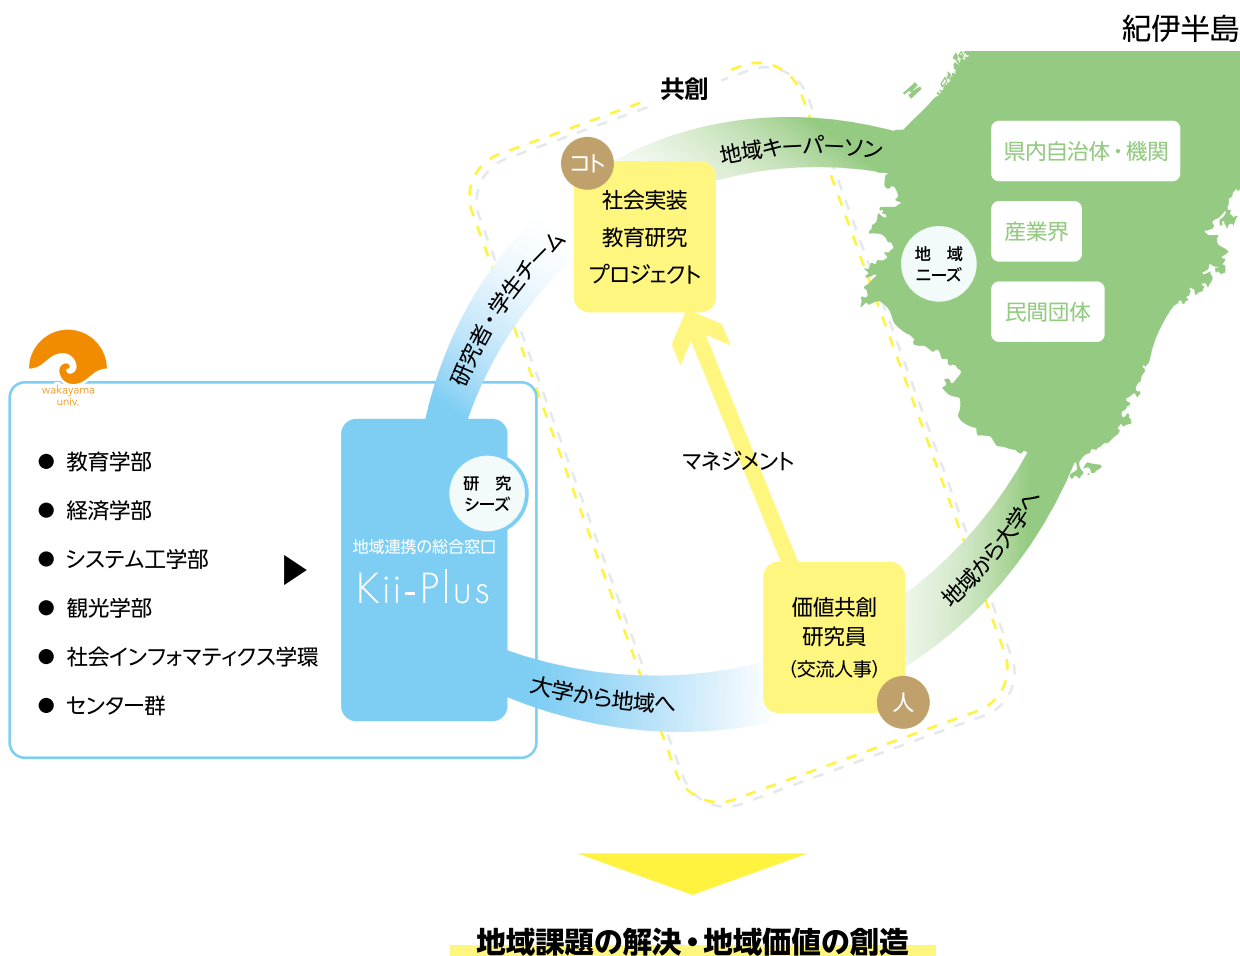 紀伊半島
共創
コト
地域キーパーソン
県内自治体・機関
社会実装
教育研究
プロジェクト
産業界
地 域
ニーズ
民間団体
研究者・学生チーム
wakayama
univ.
教育学部
経済学部
システム工学部
観光学部
社会インフォマティクス学環
センター群
研 究
シーズ
地域連携の総合窓口
Kii-Plus
マネジメント
地域から大学へ
価値共創
研究員
（交流人事）
人
大学から地域へ
地域課題の解決・地域価値の創造